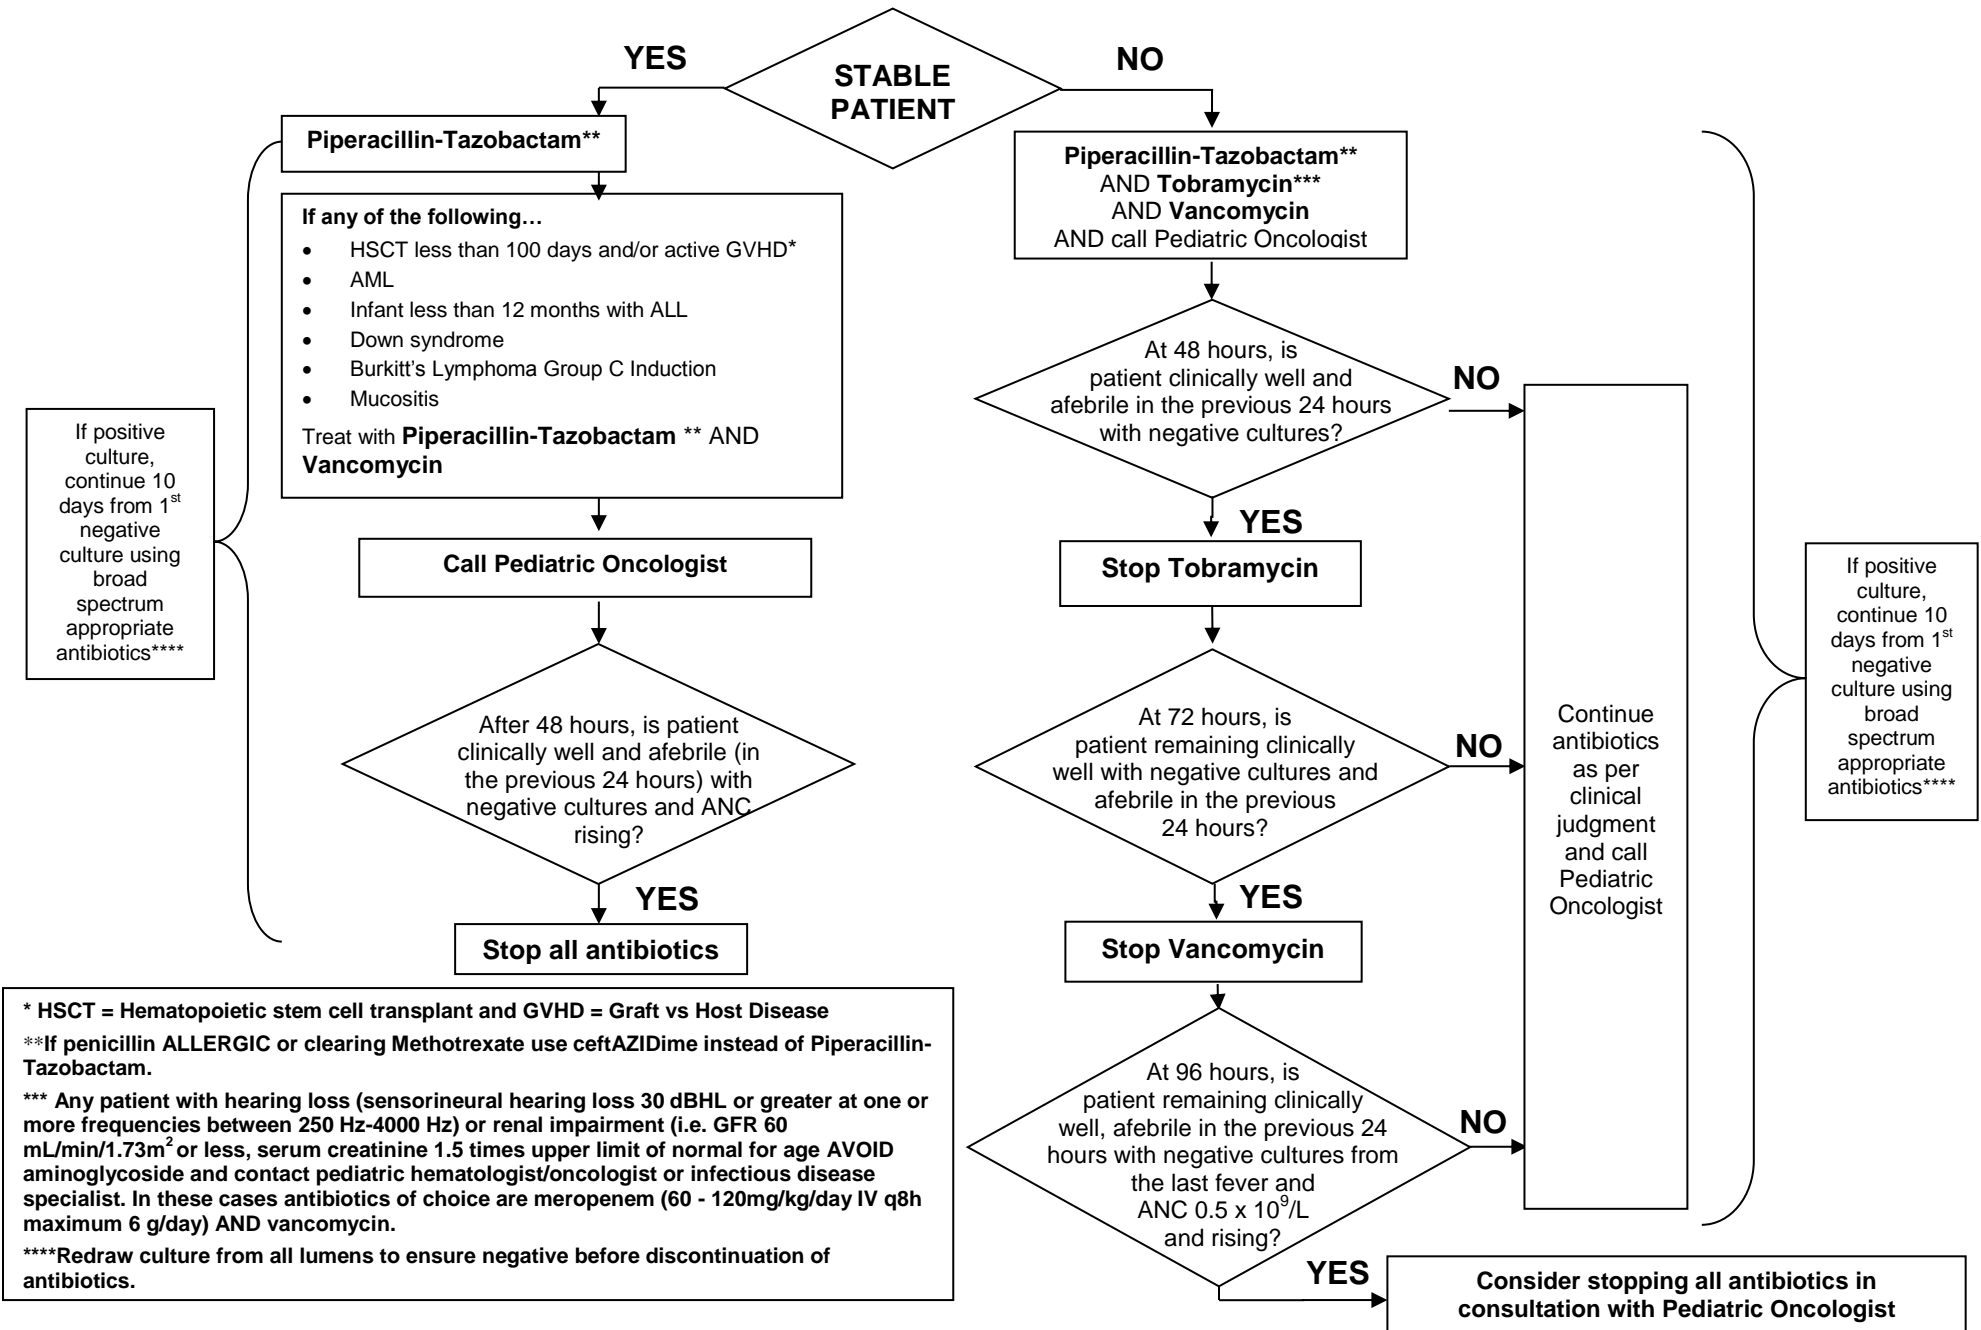 STABLE
PATIENT
YES
NO
Piperacillin-Tazobactam**
If any of the following…
• HSCT less than 100 days and/or active GVHD*
• AML
• Infant less than 12 months with ALL
• Down syndrome
• Burkitt's Lymphoma Group C Induction
• Mucositis
Treat with Piperacillin-Tazobactam ** AND
Vancomycin
If positive
culture,
continue 10
days from 1st
negative
culture using
broad
spectrum
appropriate
antibiotics****
Call Pediatric Oncologist
After 48 hours, is patient
clinically well and afebrile (in
the previous 24 hours) with
negative cultures and ANC
rising?
YES
Stop all antibiotics
Piperacillin-Tazobactam**
AND Tobramycin***
AND Vancomycin
AND call Pediatric Oncologist
At 48 hours, is
patient clinically well and
afebrile in the previous 24 hours
with negative cultures?
NO
YES
Stop Tobramycin
At 72 hours, is
patient remaining clinically
well with negative cultures and
afebrile in the previous
24 hours?
NO
YES
Stop Vancomycin
At 96 hours, is
patient remaining clinically
well, afebrile in the previous 24
hours with negative cultures from
the last fever and
ANC 0.5 x 10⁹/L
and rising?
NO
YES
Consider stopping all antibiotics in
consultation with Pediatric Oncologist
Continue
antibiotics
as per
clinical
judgment
and call
Pediatric
Oncologist
If positive
culture,
continue 10
days from 1st
negative
culture using
broad
spectrum
appropriate
antibiotics****
* HSCT = Hematopoietic stem cell transplant and GVHD = Graft vs Host Disease
**If penicillin ALLERGIC or clearing Methotrexate use ceftAZIDime instead of Piperacillin-
Tazobactam.
*** Any patient with hearing loss (sensorineural hearing loss 30 dBHL or greater at one or
more frequencies between 250 Hz-4000 Hz) or renal impairment (i.e. GFR 60
mL/min/1.73m² or less, serum creatinine 1.5 times upper limit of normal for age AVOID
aminoglycoside and contact pediatric hematologist/oncologist or infectious disease
specialist. In these cases antibiotics of choice are meropenem (60 - 120mg/kg/day IV q8h
maximum 6 g/day) AND vancomycin.
****Redraw culture from all lumens to ensure negative before discontinuation of
antibiotics.